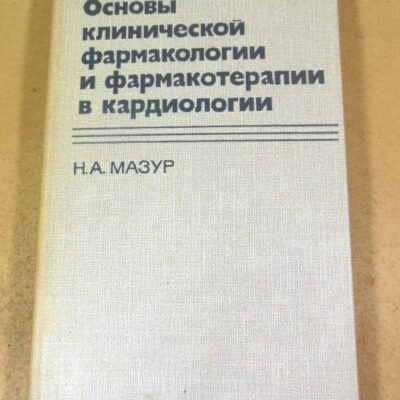 Основы
клинической
фармакологии
и фармакотерапии
в кардиологии
Н.А. МАЗУР